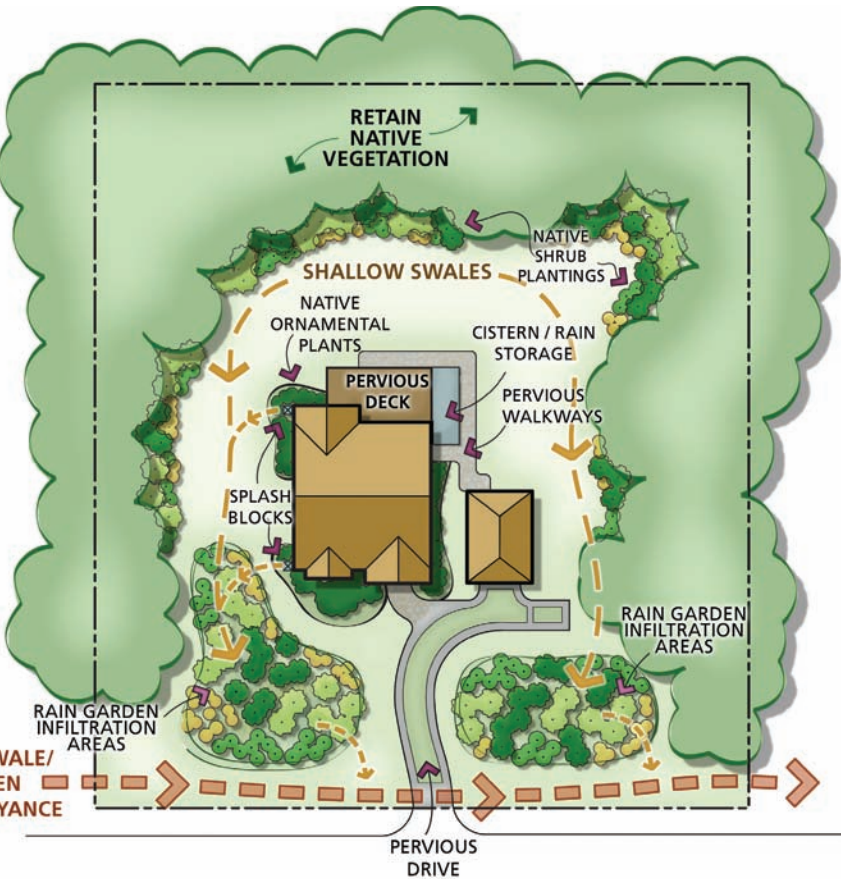 RETAIN
NATIVE
VEGETATION
NATIVE
SHRUB
PLANTINGS
SHALLOW SWALES
NATIVE
ORNAMENTAL
PLANTS
CISTERN / RAIN
STORAGE
PERVIOUS
DECK
PERVIOUS
WALKWAYS
SPLASH
BLOCKS
RAIN GARDEN
INFILTRATION
AREAS
RAIN GARDEN
INFILTRATION
AREAS
WALE/
EN
YANCE
PERVIOUS
DRIVE